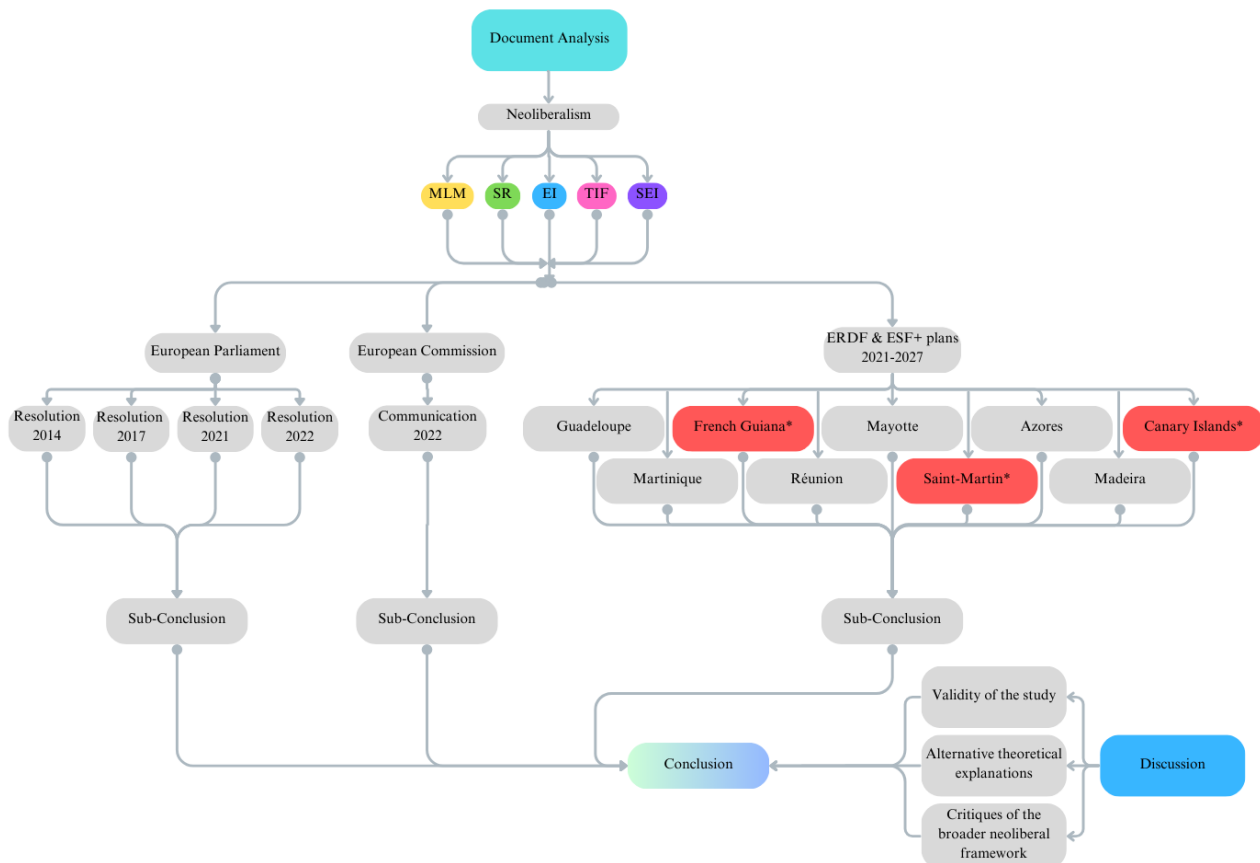 Document Analysis
Neoliberalism
MLM
SR
EI
TIF
SEI
European Parliament
European Commission
ERDF & ESF+ plans
2021-2027
Resolution
2014
Resolution
2017
Resolution
2021
Resolution
2022
Communication
2022
Guadeloupe
French Guiana*
Mayotte
Azores
Canary Islands*
Martinique
Réunion
Saint-Martin*
Madeira
Sub-Conclusion
Sub-Conclusion
Sub-Conclusion
Validity of the study
Conclusion
Alternative theoretical
explanations
Discussion
Critiques of the
broader neoliberal
framework